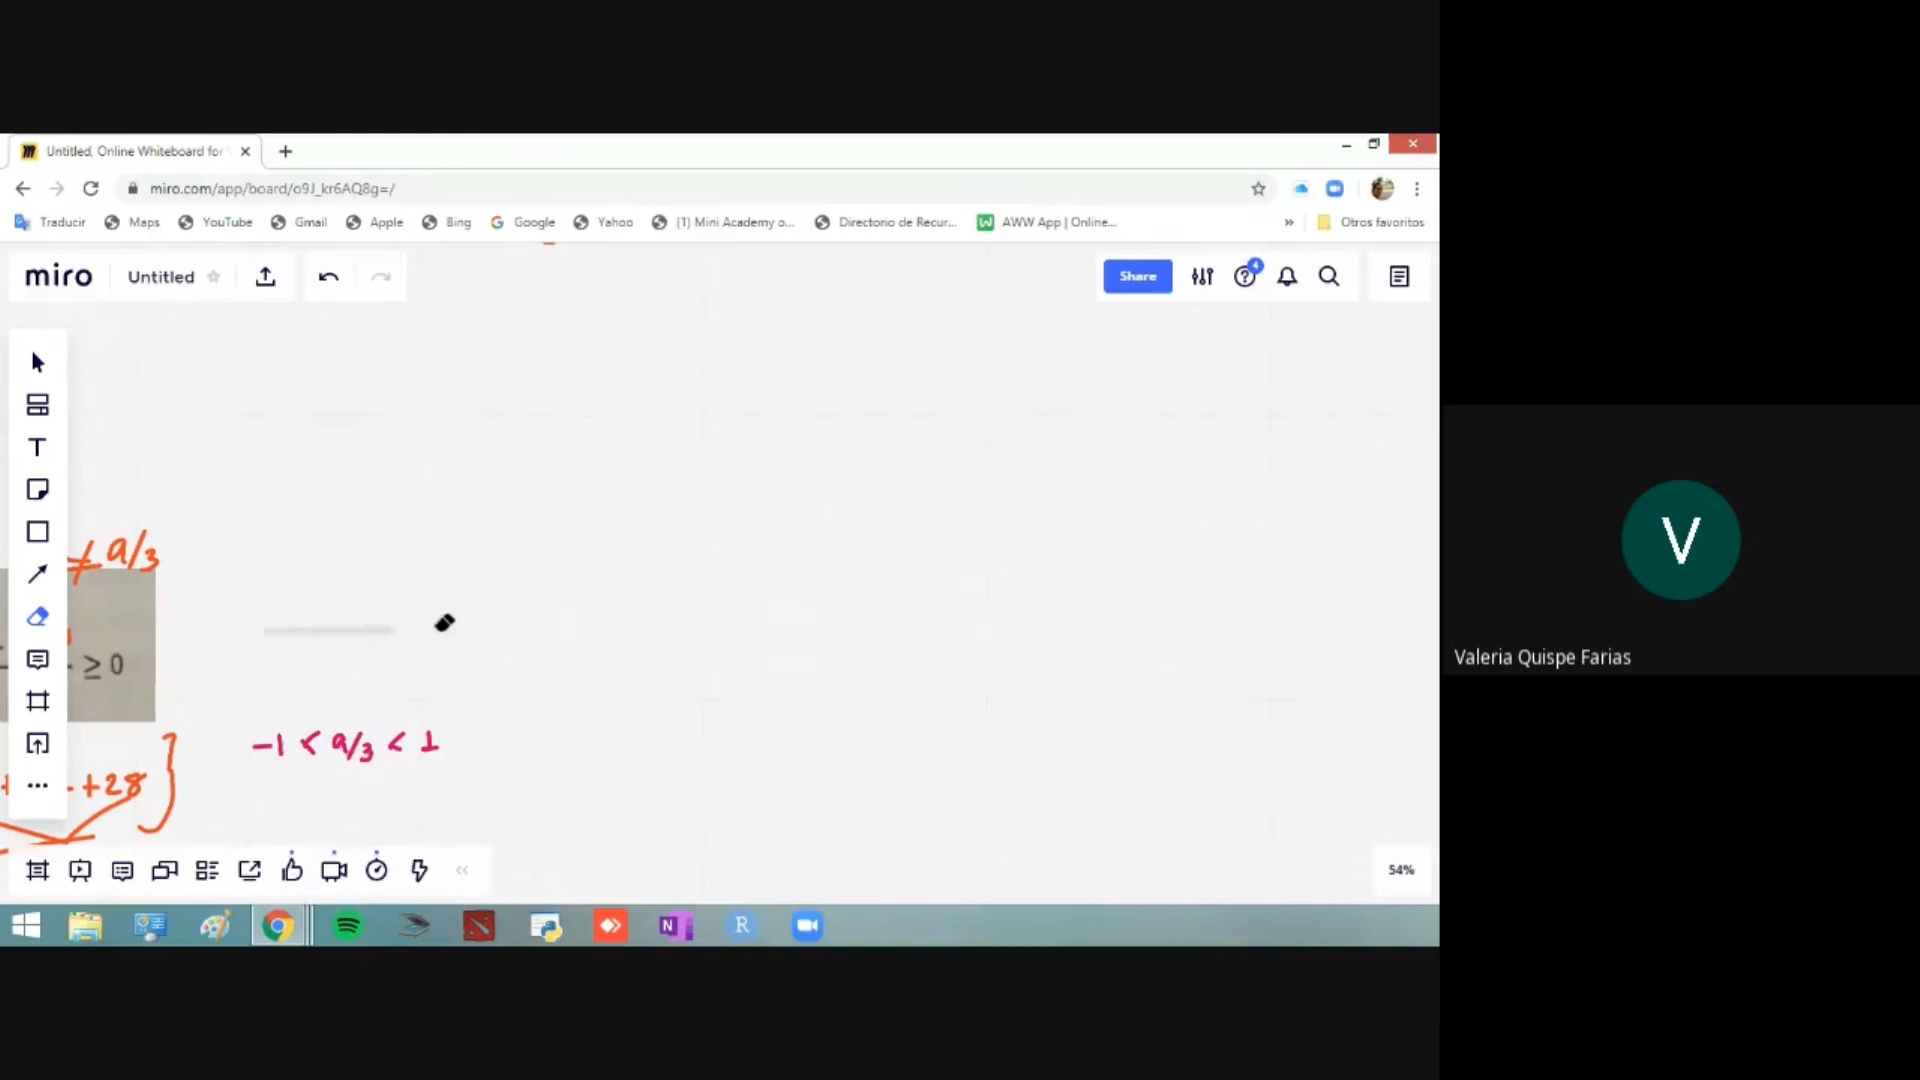 Untitled, Online Whiteboard for
miro.com/app/board/o9J_kr6AQ8g=/
Traducir Maps YouTube Gmail Apple Bing Google Yahoo (1) Mini Academy o... Directorio de Recur... AWW App | Online... » Otros favoritos
miro Untitled Share 4
T
≠ a/3
≥ 0
-1 < a/3 < 1
+28
54%
N R
V
Valeria Quispe Farias